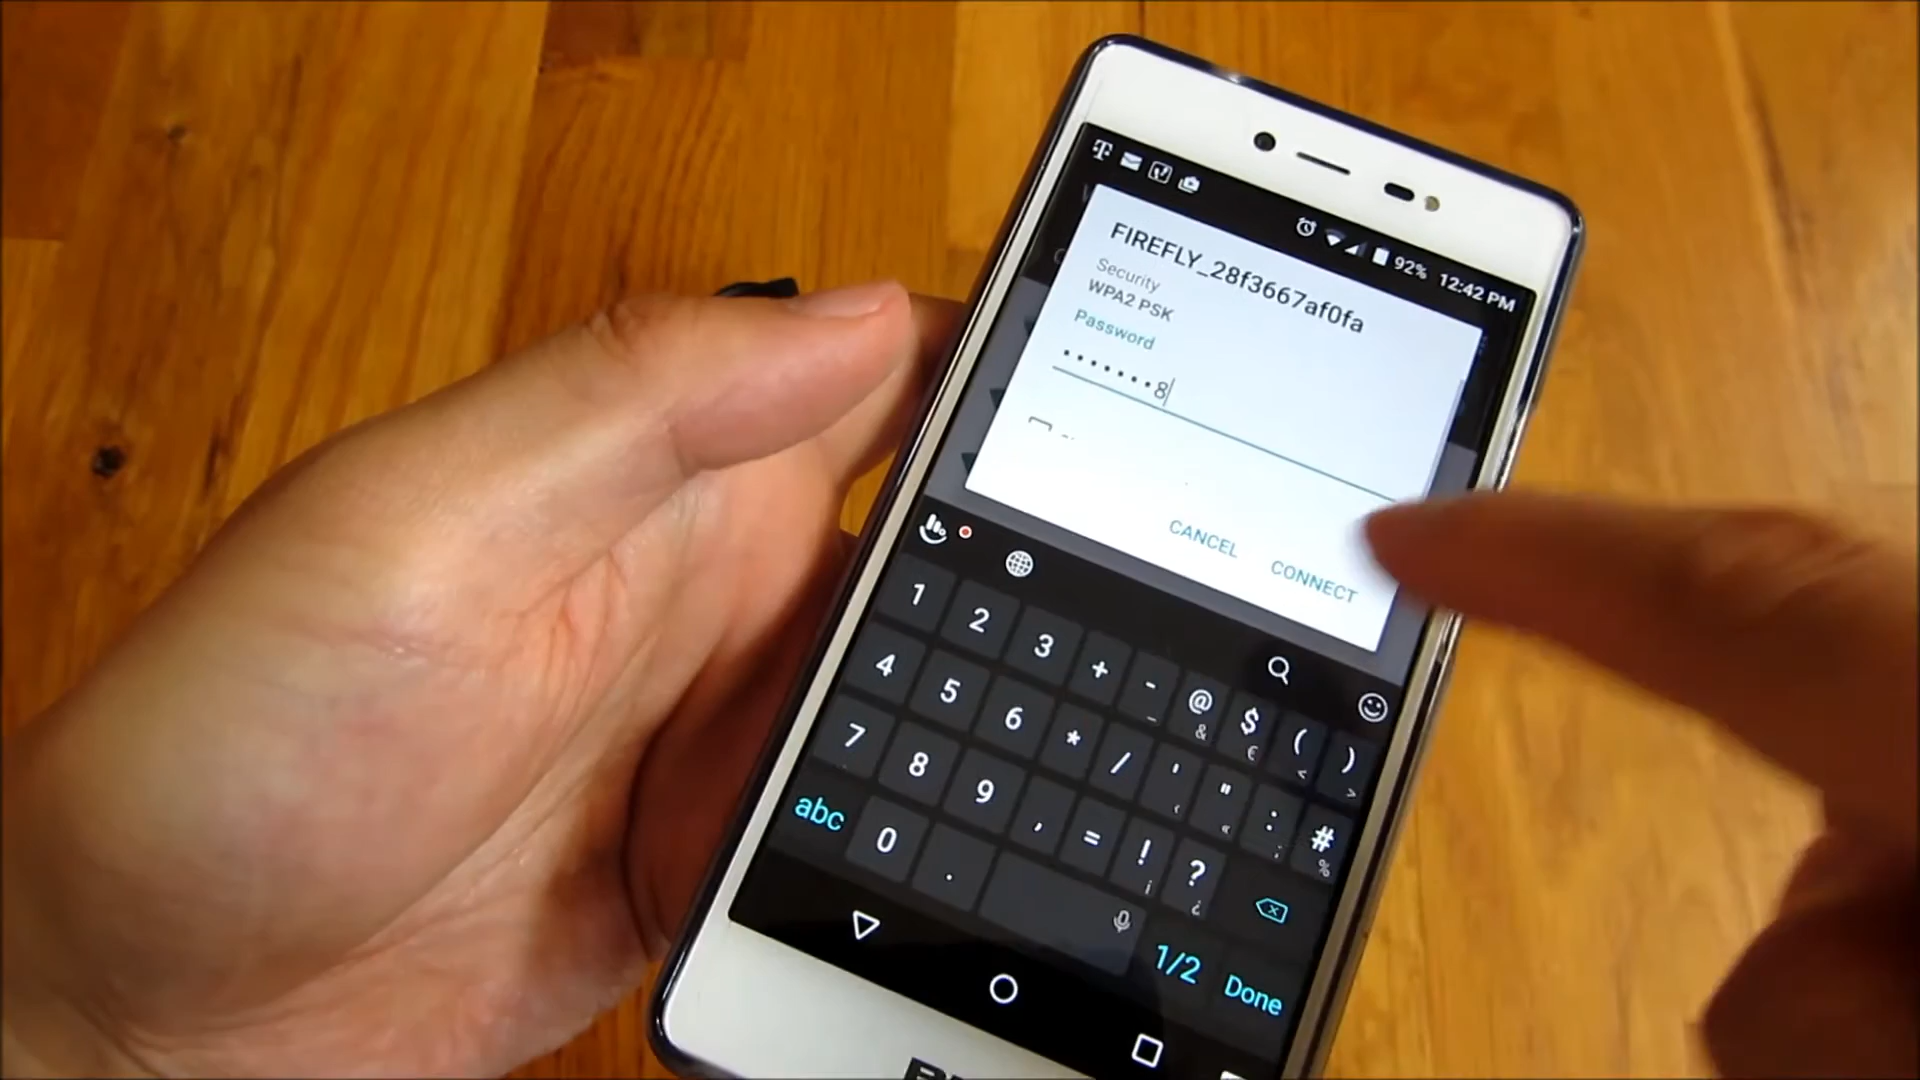 92% 12:42 PM
FIREFLY_28f3667af0fa
Security
WPA2 PSK
Password
•••••••8
CANCEL CONNECT
1 2 3 + - @ $ ( )
_ & € < >
4 5 6 * / ' " : #
‹ « ; %
7 8 9 , = ! ?
¡ ¿
abc 0 . 1/2 Done